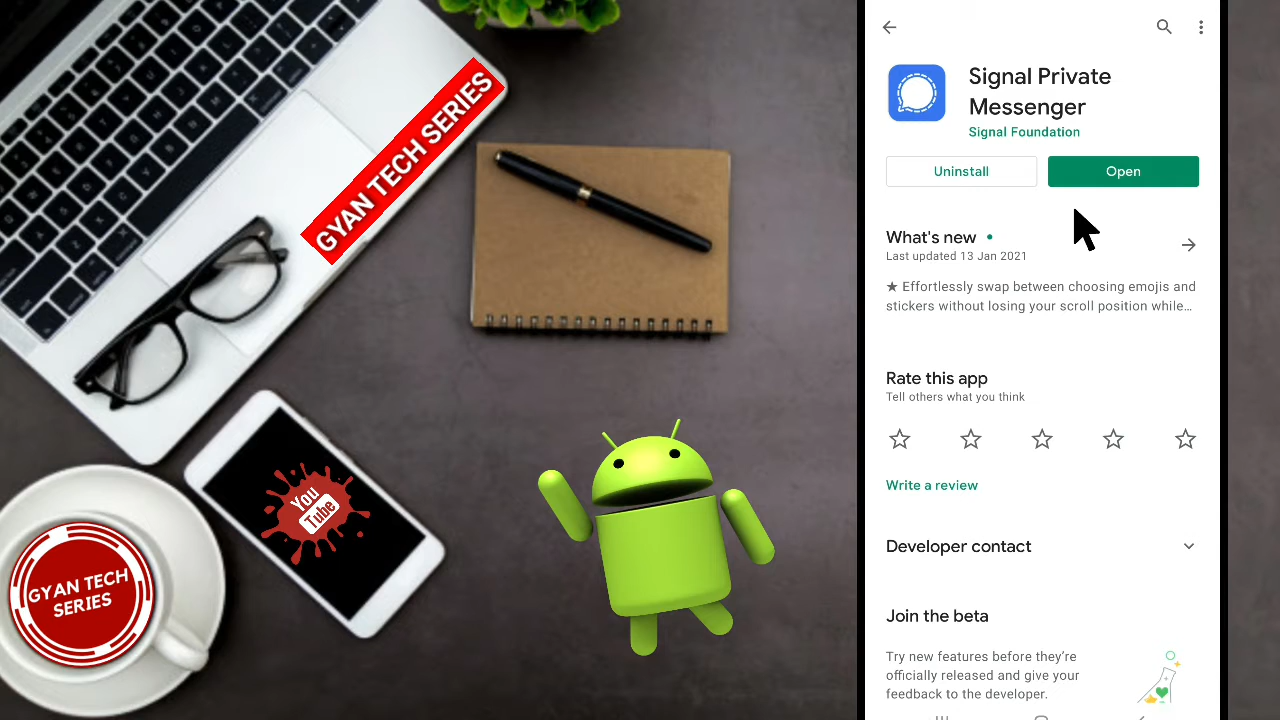 GYAN TECH SERIES
You
Tube
GYAN TECH
SERIES
Signal Private
Messenger
Signal Foundation
Uninstall
Open
What's new
Last updated 13 Jan 2021
★ Effortlessly swap between choosing emojis and
stickers without losing your scroll position while...
Rate this app
Tell others what you think
Write a review
Developer contact
Join the beta
Try new features before they're
officially released and give your
feedback to the developer.